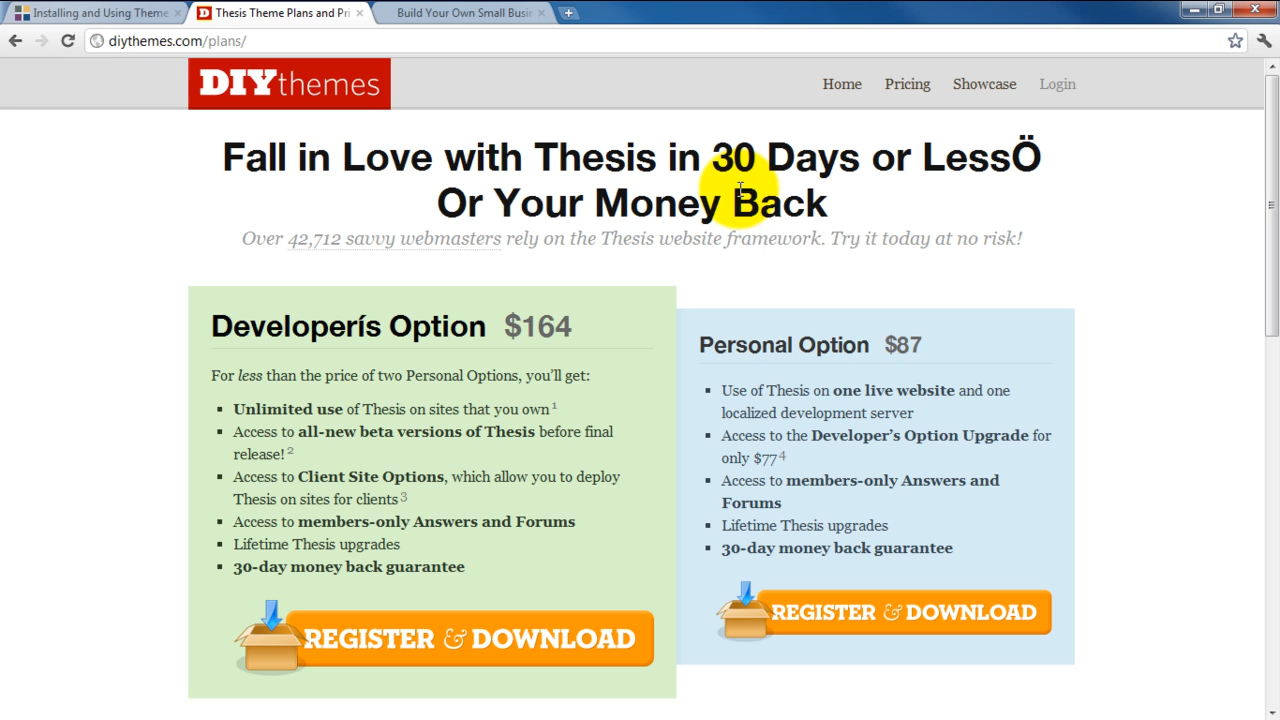 Installing and Using Theme
Thesis Theme Plans and Pri
Build Your Own Small Busir
diythemes.com/plans/
DIYthemes
Home Pricing Showcase Login
Fall in Love with Thesis in 30 Days or LessÖ
Or Your Money Back
Over 42,712 savvy webmasters rely on the Thesis website framework. Try it today at no risk!
Developerís Option $164
For less than the price of two Personal Options, you’ll get:
Unlimited use of Thesis on sites that you own 1
Access to all-new beta versions of Thesis before final
release! 2
Access to Client Site Options, which allow you to deploy
Thesis on sites for clients 3
Access to members-only Answers and Forums
Lifetime Thesis upgrades
30-day money back guarantee
REGISTER & DOWNLOAD
Personal Option $87
Use of Thesis on one live website and one
localized development server
Access to the Developer’s Option Upgrade for
only $77 4
Access to members-only Answers and
Forums
Lifetime Thesis upgrades
30-day money back guarantee
REGISTER & DOWNLOAD